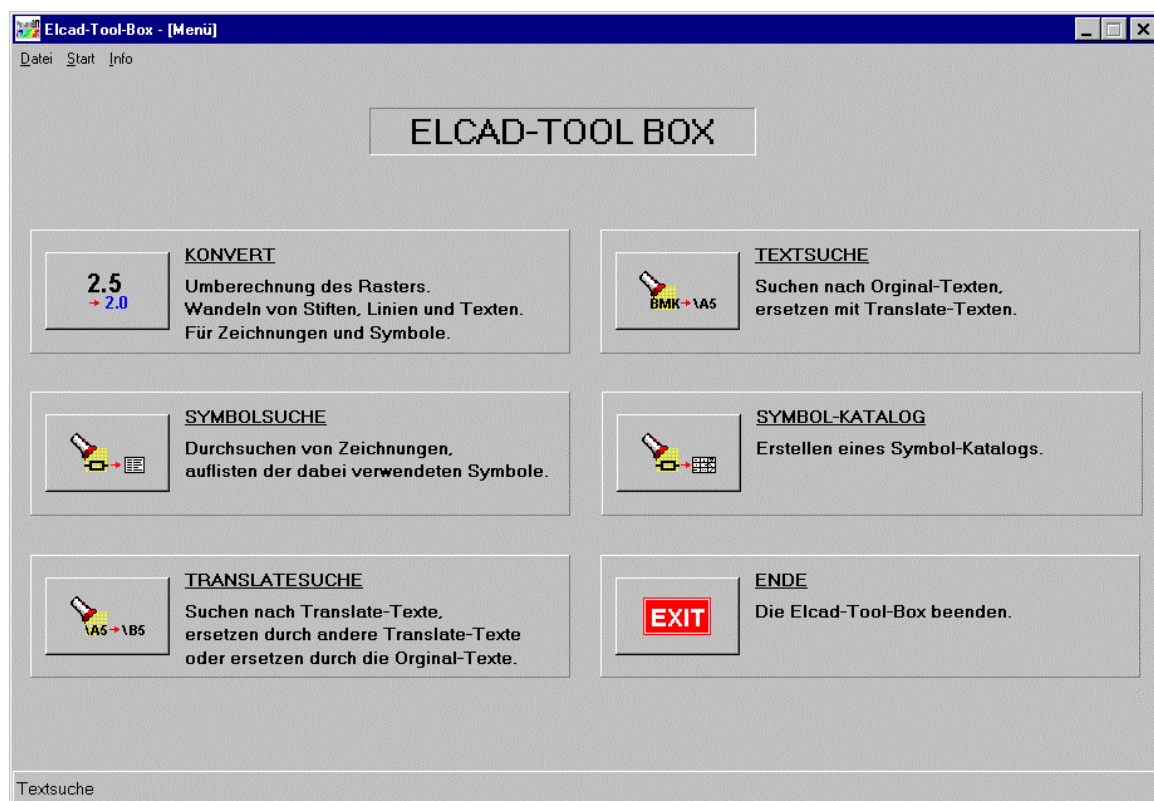 Elcad-Tool-Box - [Menü]
Datei Start Info
ELCAD-TOOL BOX
2.5
2.0
KONVERT
Umberechnung des Rasters.
Wandeln von Stiften, Linien und Texten.
Für Zeichnungen und Symbole.
BMK \A5
TEXTSUCHE
Suchen nach Orginal-Texten,
ersetzen mit Translate-Texten.
SYMBOLSUCHE
Durchsuchen von Zeichnungen,
auflisten der dabei verwendeten Symbole.
SYMBOL-KATALOG
Erstellen eines Symbol-Katalogs.
\A5 \B5
TRANSLATESUCHE
Suchen nach Translate-Texte,
ersetzen durch andere Translate-Texte
oder ersetzen durch die Orginal-Texte.
EXIT
ENDE
Die Elcad-Tool-Box beenden.
Textsuche